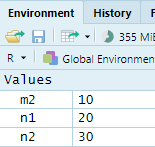 Environment History
355 MiB
R Global Environment
Values
m2 10
n1 20
n2 30